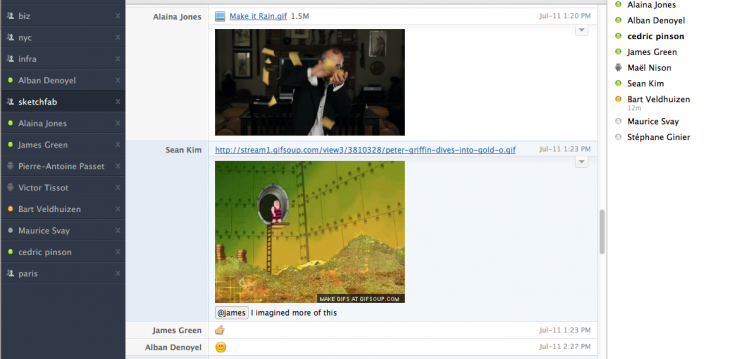 biz x
nyc x
infra x
Alban Denoyel x
sketchfab x
Alaina Jones x
James Green x
Pierre-Antoine Passet x
Victor Tissot x
Bart Veldhuizen x
Maurice Svay x
cedric pinson x
paris x
Alaina Jones Make it Rain.gif 1.5M Jul-11 1:20 PM
Sean Kim http://stream1.gifsoup.com/view3/3810328/peter-griffin-dives-into-gold-o.gif Jul-11 1:23 PM
MAKE GIFS AT GIFSOUP.COM
@james I imagined more of this
James Green Jul-11 1:23 PM
Alban Denoyel Jul-11 2:27 PM
Alaina Jones
Alban Denoyel
cedric pinson
James Green
Maël Nison
Sean Kim
Bart Veldhuizen
12m
Maurice Svay
Stéphane Ginier